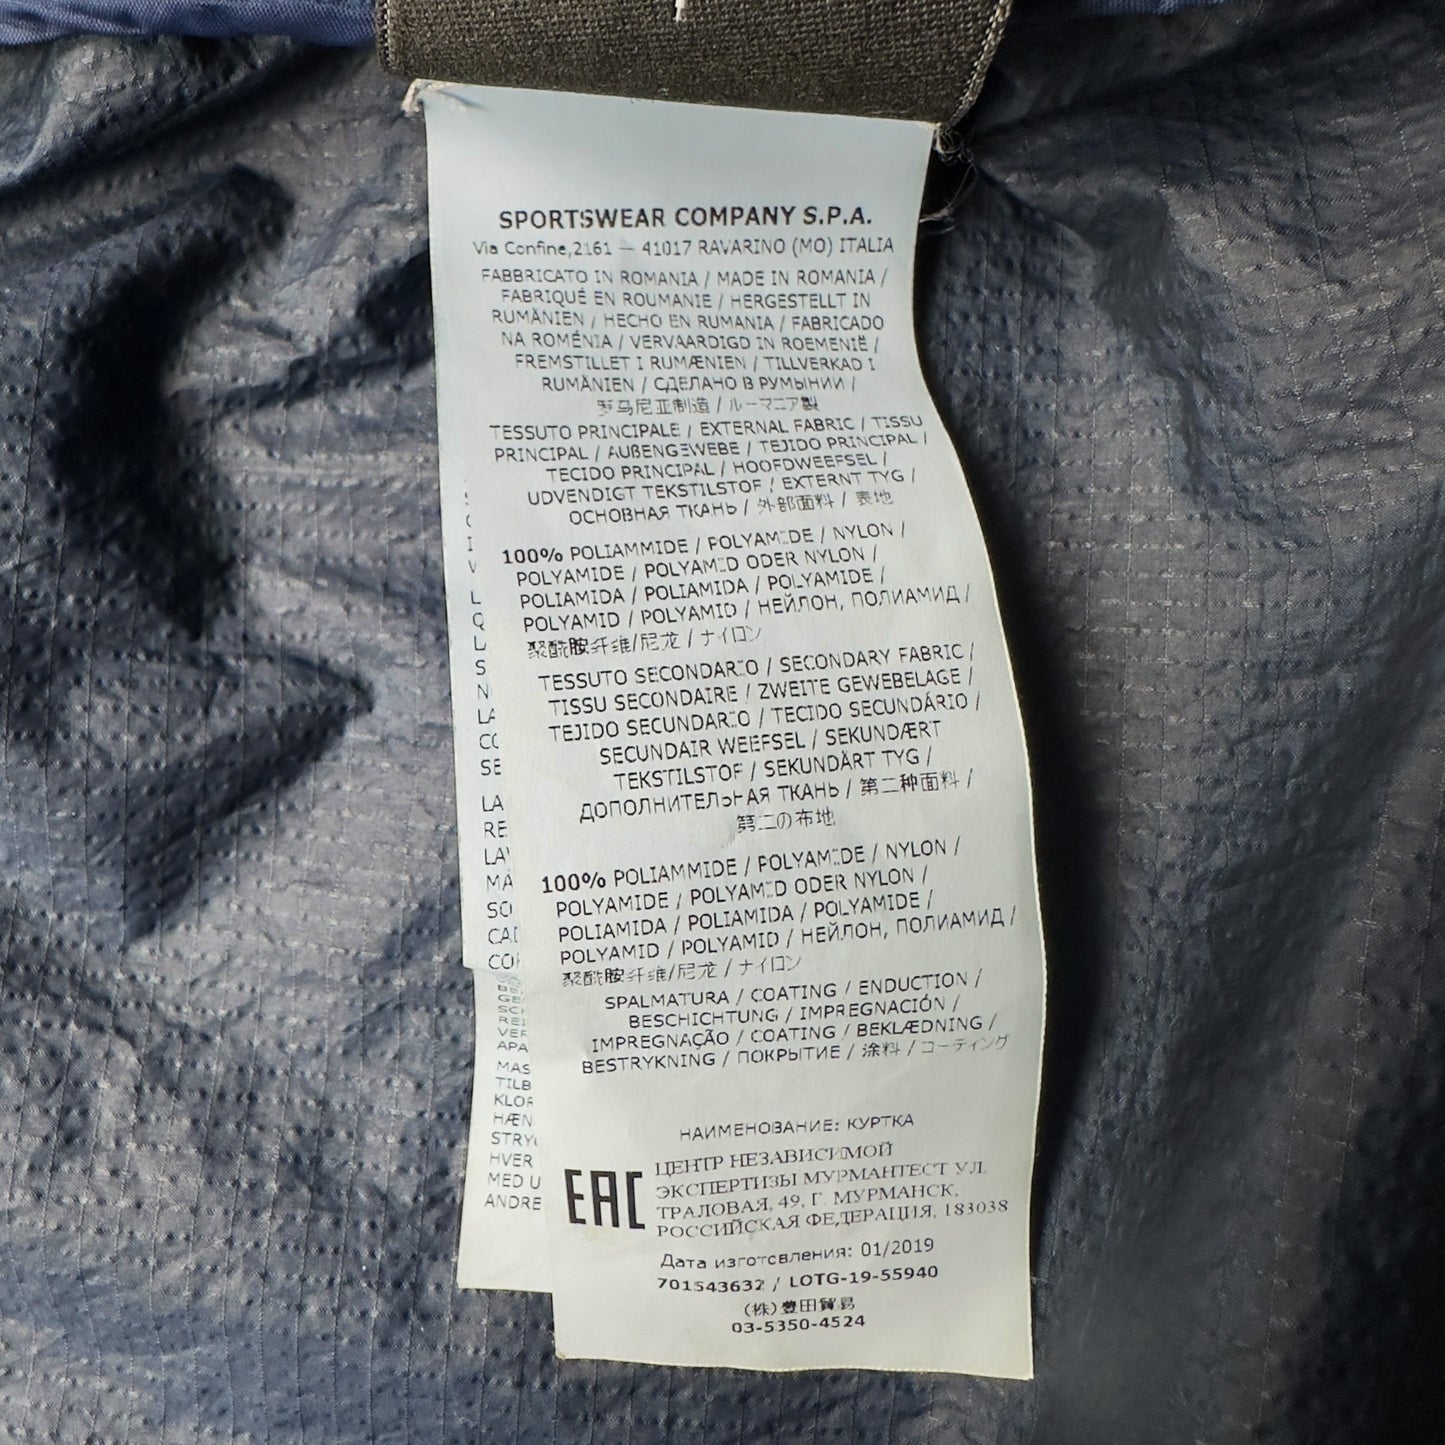 SPORTSWEAR COMPANY S.P.A.
Via Confine,2161 — 41017 RAVARINO (MO) ITALIA
FABBRICATO IN ROMANIA / MADE IN ROMANIA /
FABRIQUÉ EN ROUMANIE / HERGESTELLT IN
RUMÄNIEN / HECHO EN RUMANIA / FABRICADO
NA ROMÉNIA / VERVAARDIGD IN ROEMENIË /
FREMSTILLET I RUMÆNIEN / TILLVERKAD I
RUMÄNIEN / СДЕЛАНО В РУМЫНИИ /
罗马尼亚制造 / ルーマニア製
TESSUTO PRINCIPALE / EXTERNAL FABRIC / TISSU
PRINCIPAL / AUßENGEWEBE / TEJIDO PRINCIPAL /
TECIDO PRINCIPAL / HOOFDWEEFSEL /
UDVENDIGT TEKSTILSTOF / EXTERNT TYG /
ОСНОВНАЯ ТКАНЬ / 外部面料 / 表地
100% POLIAMMIDE / POLYAMIDE / NYLON /
POLYAMIDE / POLYAMID ODER NYLON /
POLIAMIDA / POLIAMIDA / POLYAMIDE /
POLYAMID / POLYAMID / НЕЙЛОН, ПОЛИАМИД /
聚酰胺纤维/尼龙 / ナイロン
TESSUTO SECONDARIO / SECONDARY FABRIC /
TISSU SECONDAIRE / ZWEITE GEWEBELAGE /
TEJIDO SECUNDARIO / TECIDO SECUNDÁRIO /
SECUNDAIR WEEFSEL / SEKUNDÆRT
TEKSTILSTOF / SEKUNDÄRT TYG /
ДОПОЛНИТЕЛЬНАЯ ТКАНЬ / 第二种面料 /
第二の布地
100% POLIAMMIDE / POLYAMIDE / NYLON /
POLYAMIDE / POLYAMID ODER NYLON /
POLIAMIDA / POLIAMIDA / POLYAMIDE /
POLYAMID / POLYAMID / НЕЙЛОН, ПОЛИАМИД /
聚酰胺纤维/尼龙 / ナイロン
SPALMATURA / COATING / ENDUCTION /
BESCHICHTUNG / IMPREGNACIÓN /
IMPREGNAÇÃO / COATING / BEKLÆDNING /
BESTRYKNING / ПОКРЫТИЕ / 涂料 / コーティング
НАИМЕНОВАНИЕ: КУРТКА
EAC
ЦЕНТР НЕЗАВИСИМОЙ
ЭКСПЕРТИЗЫ МУРМАНТЕСТ УЛ.
ТРАЛОВАЯ, 49, Г. МУРМАНСК,
РОССИЙСКАЯ ФЕДЕРАЦИЯ, 183038
Дата изготовления: 01/2019
701543632 / LOTG-19-55940
(株)豊田貿易
03-5350-4524